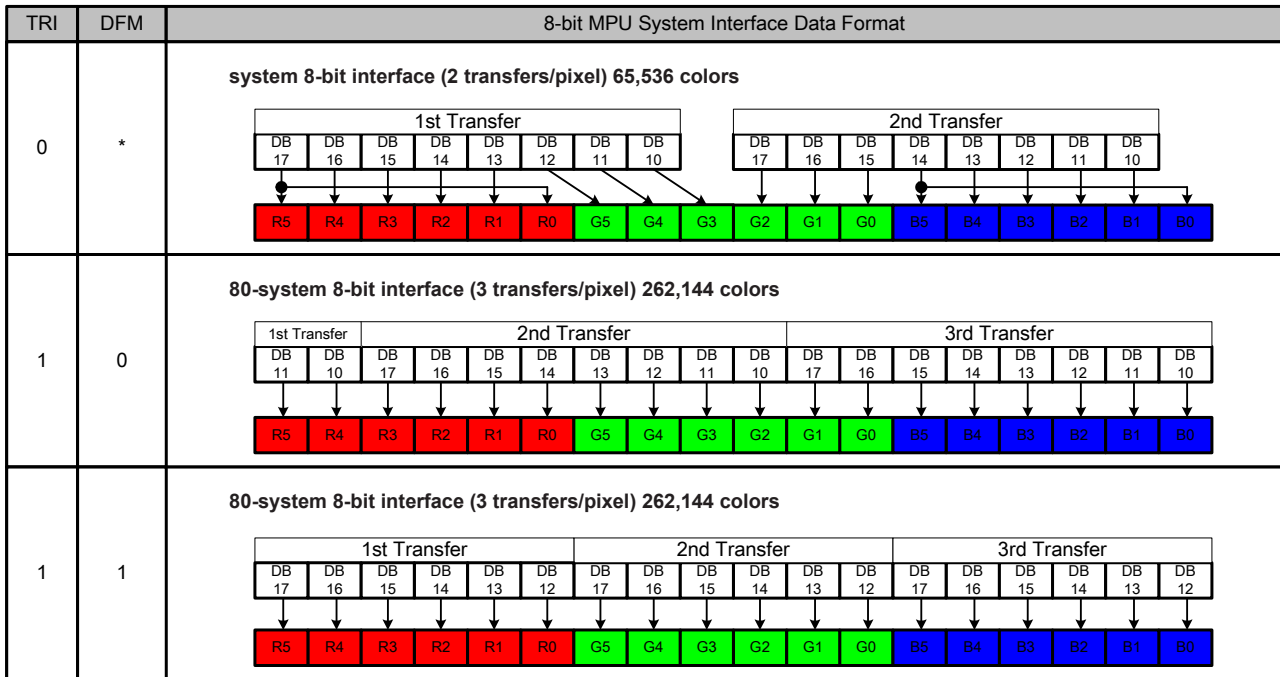 TRI DFM 8-bit MPU System Interface Data Format
0 *
system 8-bit interface (2 transfers/pixel) 65,536 colors
1st Transfer 2nd Transfer
DB DB DB DB DB DB DB DB DB DB DB DB DB DB DB DB
17 16 15 14 13 12 11 10 17 16 15 14 13 12 11 10
R5 R4 R3 R2 R1 R0 G5 G4 G3 G2 G1 G0 B5 B4 B3 B2 B1 B0
1 0
80-system 8-bit interface (3 transfers/pixel) 262,144 colors
1st Transfer 2nd Transfer 3rd Transfer
DB DB DB DB DB DB DB DB DB DB DB DB DB DB DB DB DB DB
11 10 17 16 15 14 13 12 11 10 17 16 15 14 13 12 11 10
R5 R4 R3 R2 R1 R0 G5 G4 G3 G2 G1 G0 B5 B4 B3 B2 B1 B0
1 1
80-system 8-bit interface (3 transfers/pixel) 262,144 colors
1st Transfer 2nd Transfer 3rd Transfer
DB DB DB DB DB DB DB DB DB DB DB DB DB DB DB DB DB DB
17 16 15 14 13 12 17 16 15 14 13 12 17 16 15 14 13 12
R5 R4 R3 R2 R1 R0 G5 G4 G3 G2 G1 G0 B5 B4 B3 B2 B1 B0